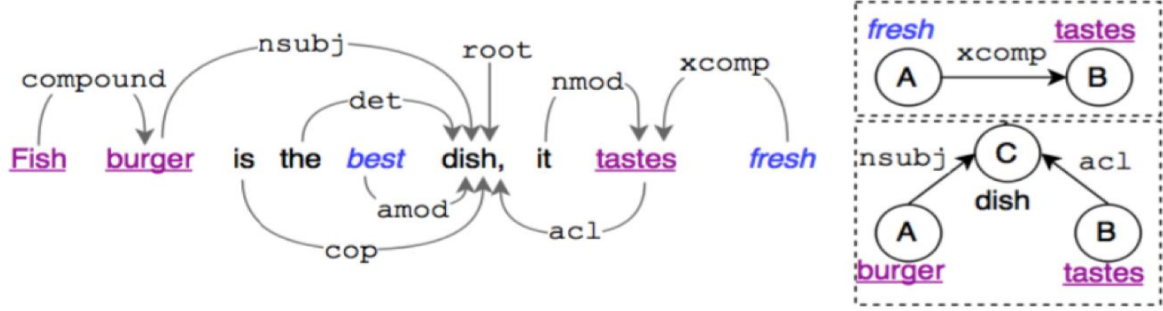 nsubj
root
compound
xcomp
det
nmod
Fish burger is the best dish, it tastes fresh
amod
acl
cop
fresh
tastes
xcomp
A
B
nsubj
C
acl
dish
A
B
burger
tastes